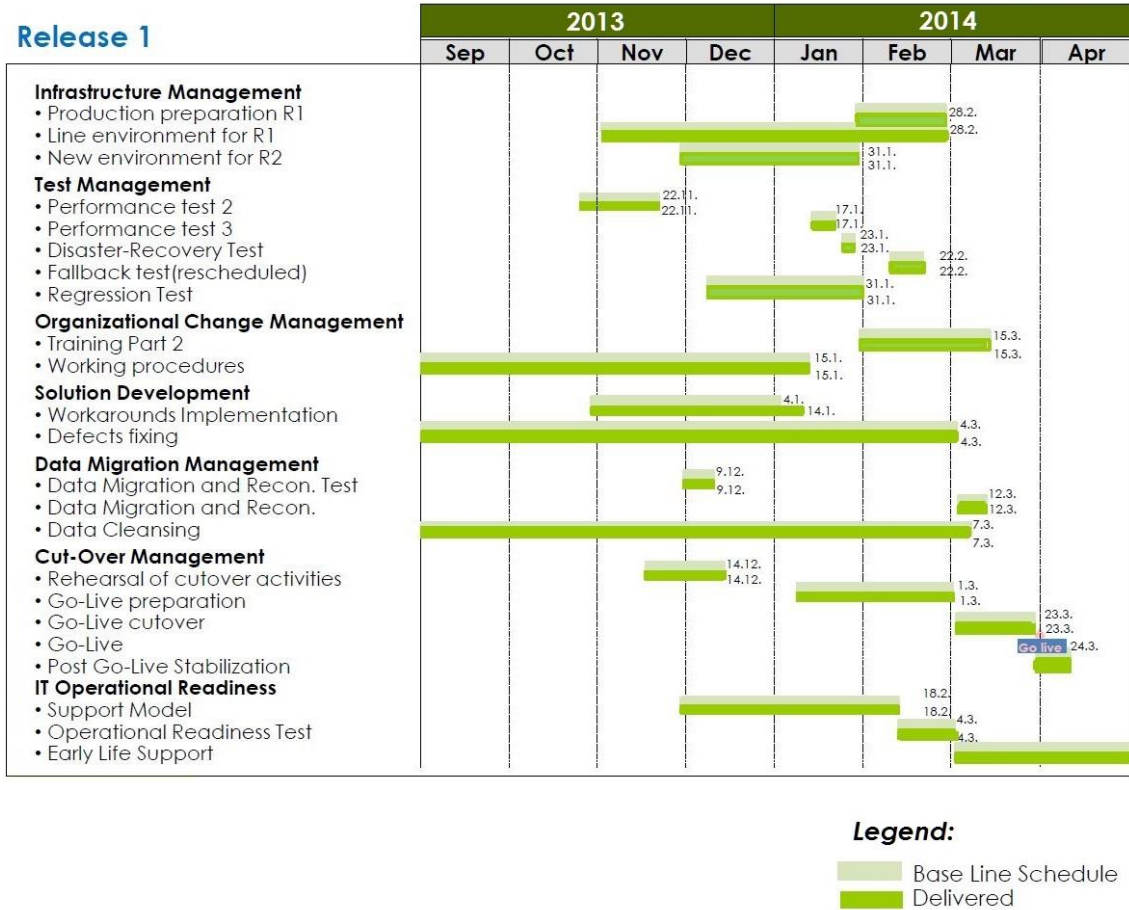 Release 1
2013 2014
Sep Oct Nov Dec Jan Feb Mar Apr
Infrastructure Management
• Production preparation R1 28.2.
28.2.
• Line environment for R1
• New environment for R2 31.1.
31.1.
Test Management
• Performance test 2 22.11.
22.11.
• Performance test 3 17.1.
17.1.
• Disaster-Recovery Test 23.1.
23.1.
• Fallback test(rescheduled) 22.2.
22.2.
• Regression Test 31.1.
31.1.
Organizational Change Management
• Training Part 2 15.3.
15.3.
• Working procedures 15.1.
15.1.
Solution Development
• Workarounds Implementation 4.1.
14.1.
• Defects fixing 4.3.
4.3.
Data Migration Management
• Data Migration and Recon. Test 9.12.
9.12.
• Data Migration and Recon. 12.3.
12.3.
• Data Cleansing 7.3.
7.3.
Cut-Over Management
• Rehearsal of cutover activities 14.12.
14.12.
• Go-Live preparation 1.3.
1.3.
• Go-Live cutover 23.3.
23.3.
• Go-Live Go live 24.3.
• Post Go-Live Stabilization
IT Operational Readiness
• Support Model 18.2.
18.2.
• Operational Readiness Test 4.3.
4.3.
• Early Life Support
Legend:
Base Line Schedule
Delivered